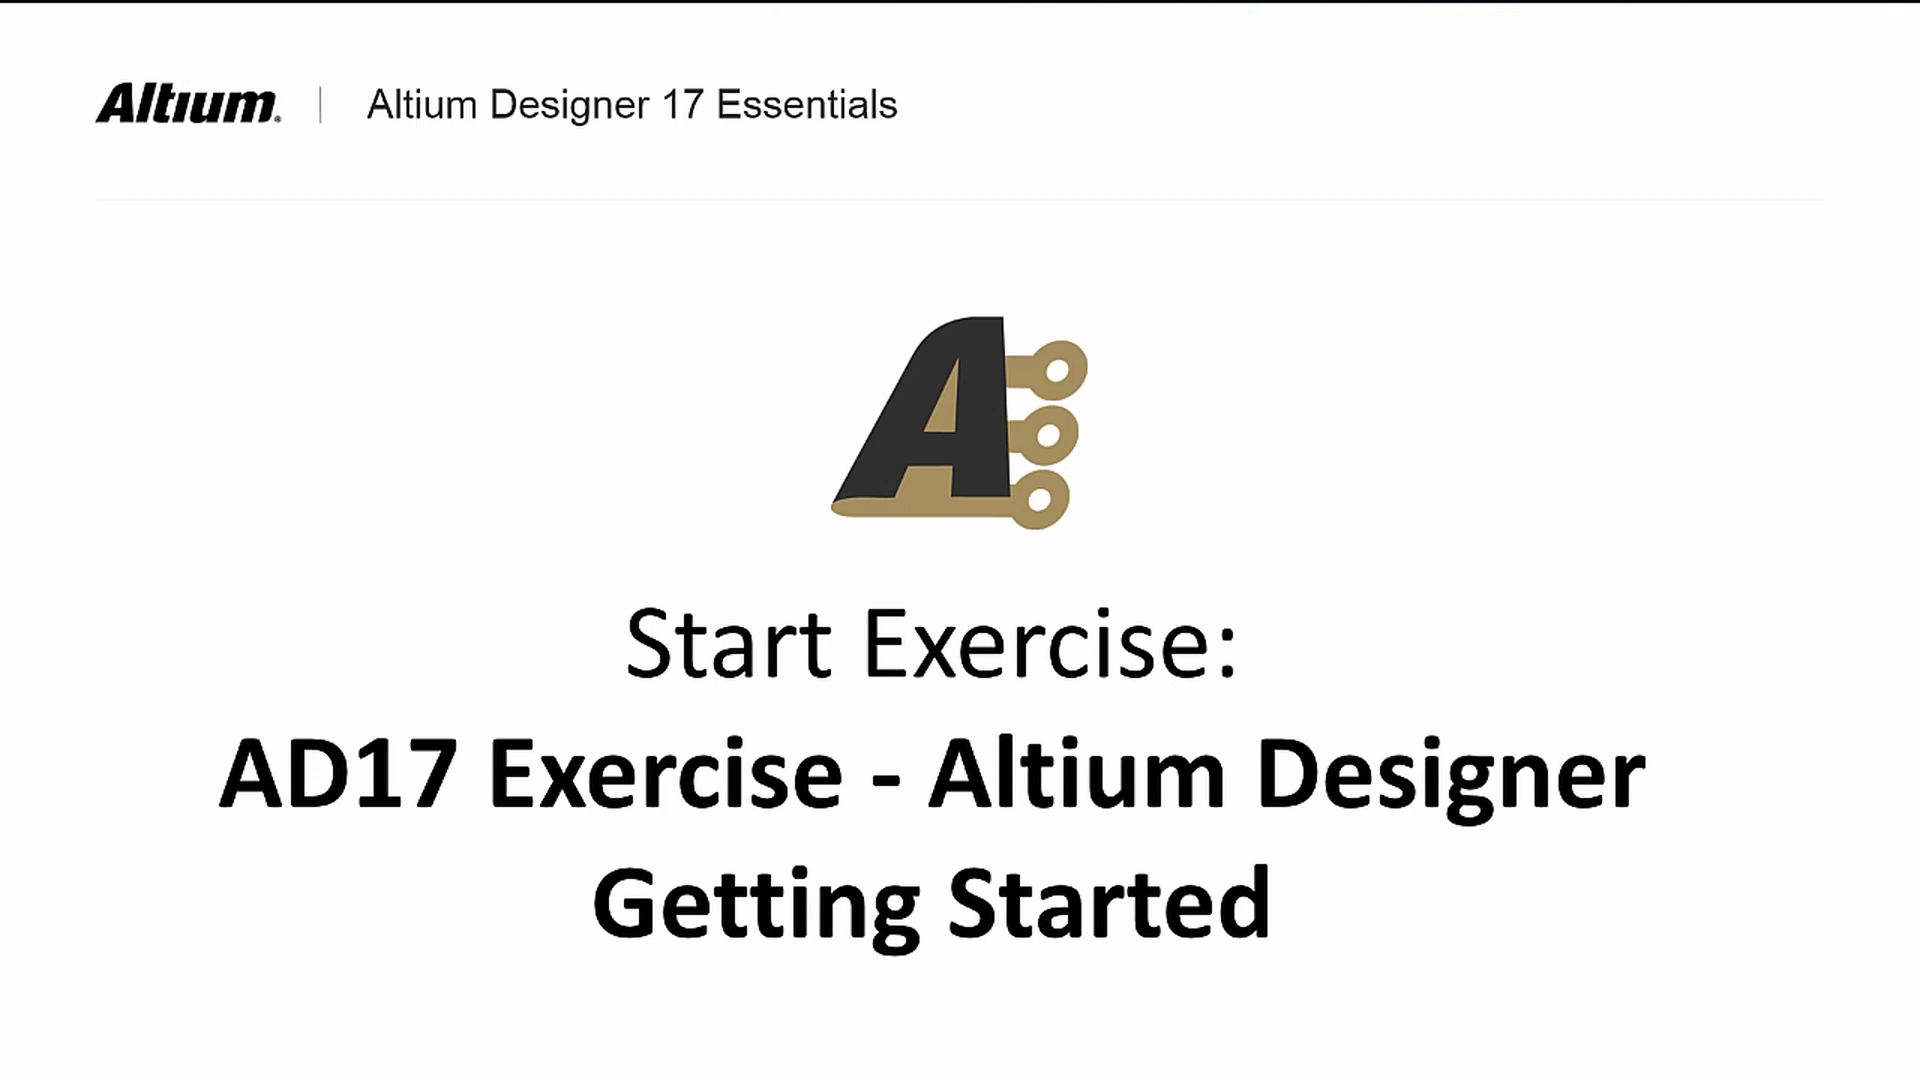 Altium. | Altium Designer 17 Essentials
Start Exercise:
AD17 Exercise - Altium Designer
Getting Started